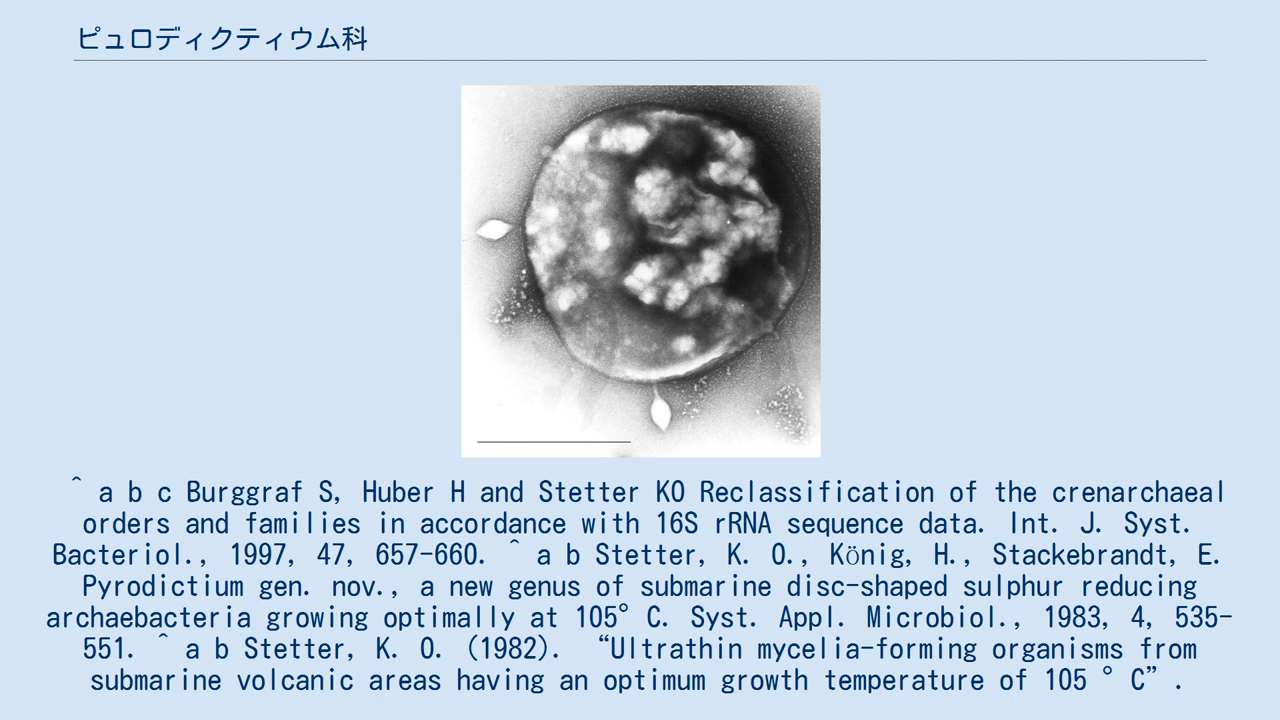 ピュロディクティウム科
^ a b c Burggraf S, Huber H and Stetter KO Reclassification of the crenarchaeal
orders and families in accordance with 16S rRNA sequence data. Int. J. Syst.
Bacteriol., 1997, 47, 657-660. ^ a b Stetter, K. O., König, H., Stackebrandt, E.
Pyrodictium gen. nov., a new genus of submarine disc-shaped sulphur reducing
archaebacteria growing optimally at 105° C. Syst. Appl. Microbiol., 1983, 4, 535-
551. ^ a b Stetter, K. O. (1982). “Ultrathin mycelia-forming organisms from
submarine volcanic areas having an optimum growth temperature of 105 ° C”.